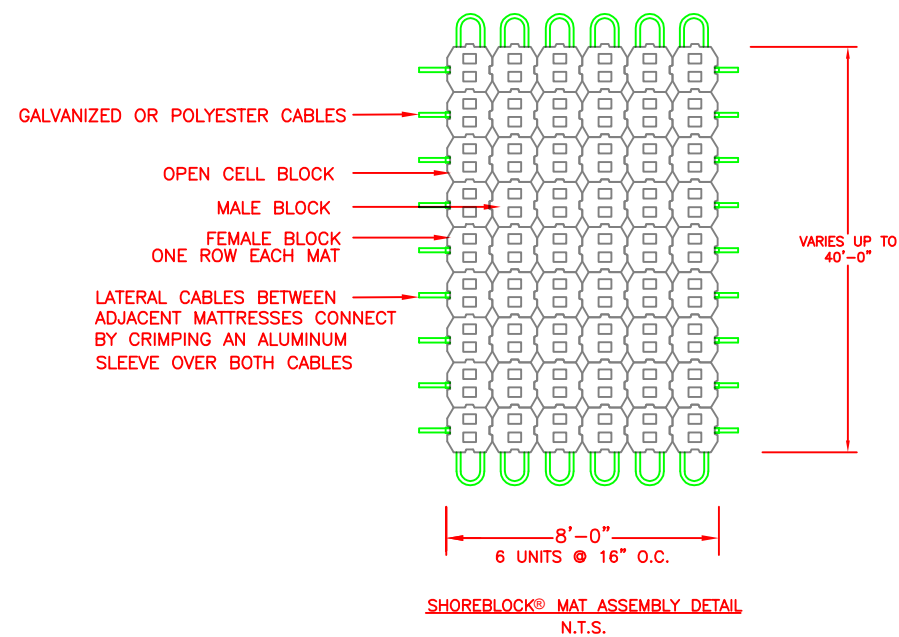 GALVANIZED OR POLYESTER CABLES
OPEN CELL BLOCK
MALE BLOCK
FEMALE BLOCK
ONE ROW EACH MAT
LATERAL CABLES BETWEEN
ADJACENT MATTRESSES CONNECT
BY CRIMPING AN ALUMINUM
SLEEVE OVER BOTH CABLES
VARIES UP TO
40'-0"
8'-0"
6 UNITS @ 16" O.C.
SHOREBLOCK® MAT ASSEMBLY DETAIL
N.T.S.